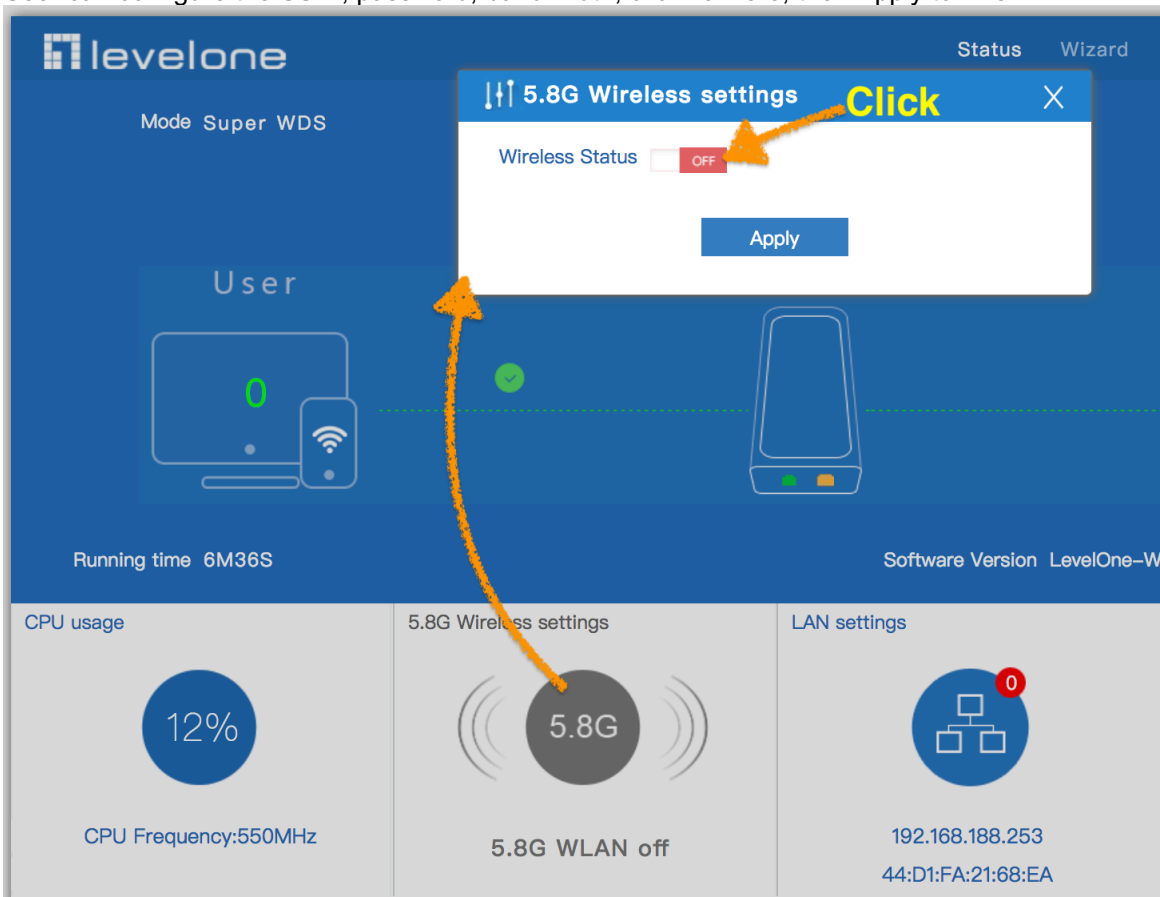 levelone
Status Wizard
5.8G Wireless settings
Click
X
Mode Super WDS
Wireless Status OFF
Apply
User
0
Running time 6M36S
Software Version LevelOne-W
CPU usage
5.8G Wireless settings
LAN settings
0
12%
5.8G
CPU Frequency:550MHz
5.8G WLAN off
192.168.188.253
44:D1:FA:21:68:EA